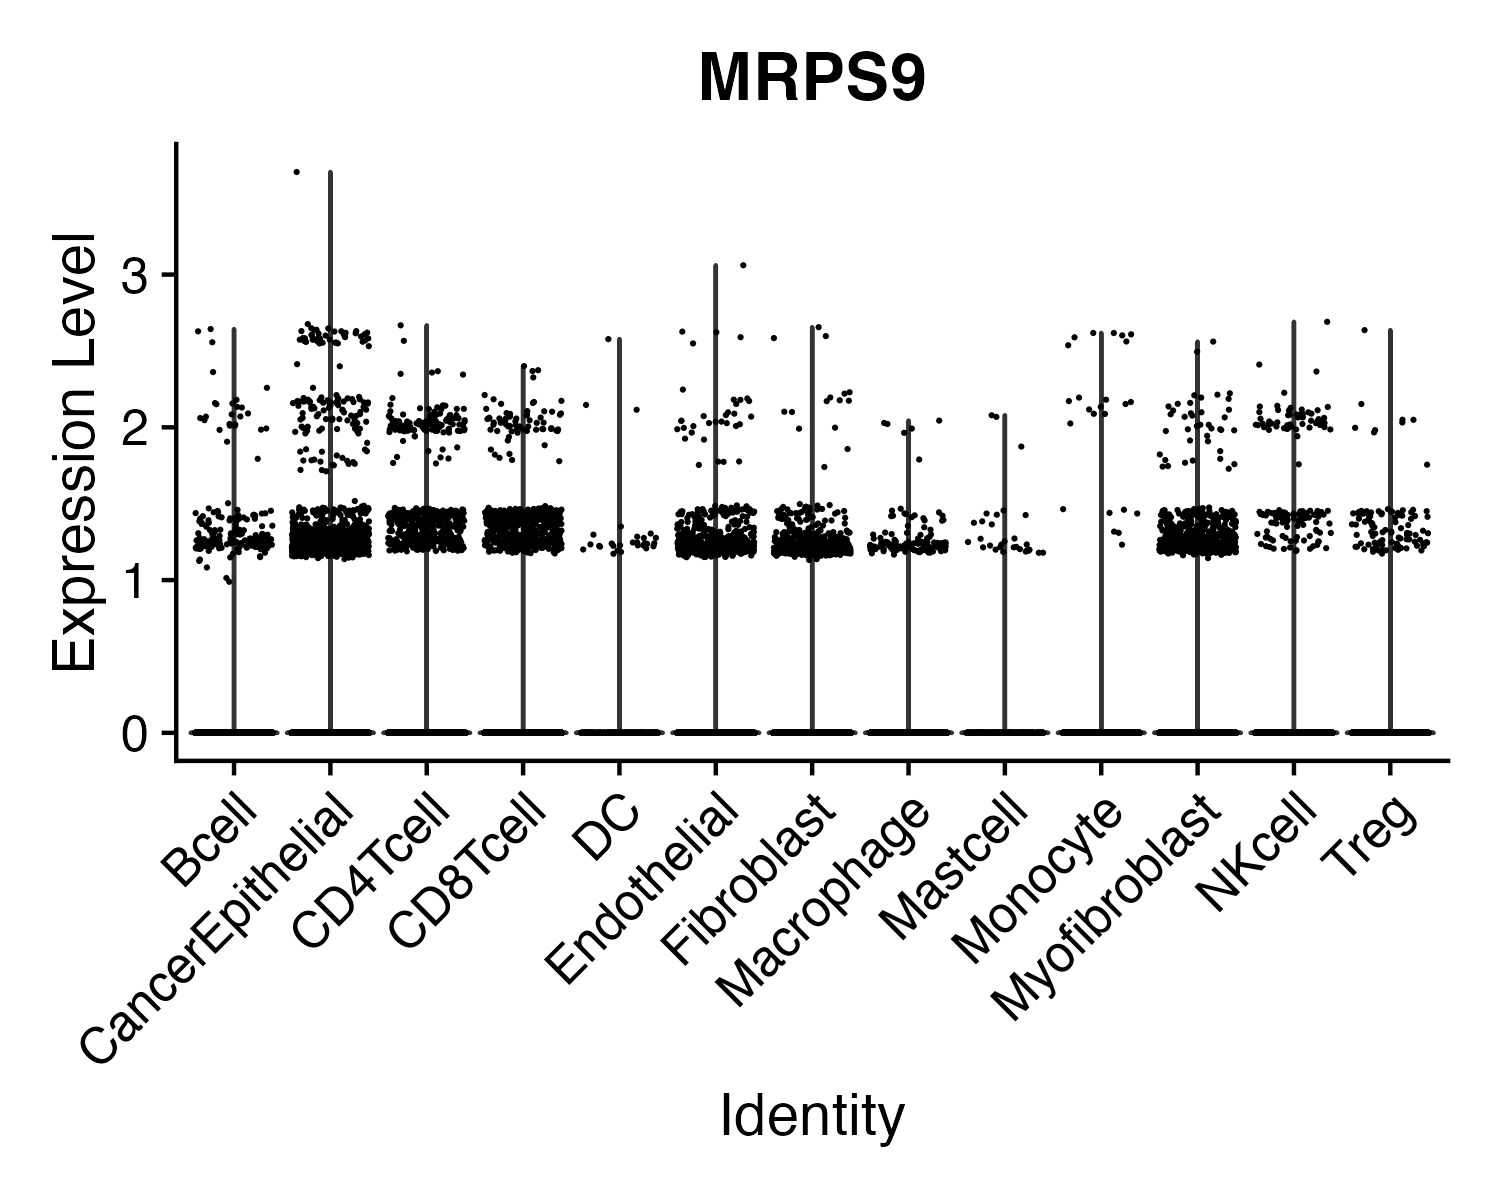 MRPS9
Expression Level
3
2
1
0
Bcell
CancerEpithelial
CD4Tcell
CD8Tcell
DC
Endothelial
Fibroblast
Macrophage
Mastcell
Monocyte
Myofibroblast
NKcell
Treg
Identity